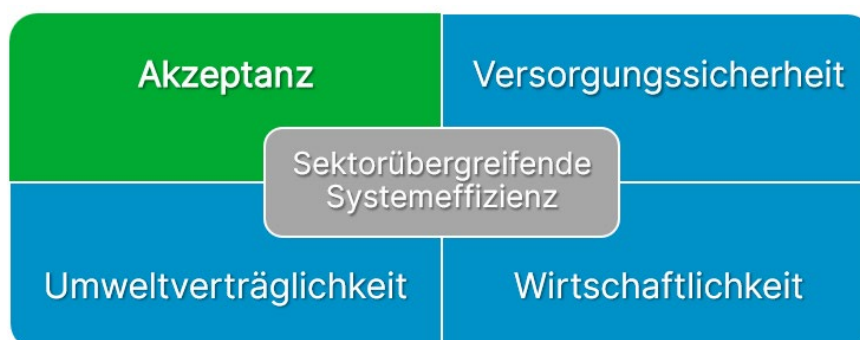 Akzeptanz
Versorgungssicherheit
Sektorübergreifende
Systemeffizienz
Umweltverträglichkeit
Wirtschaftlichkeit